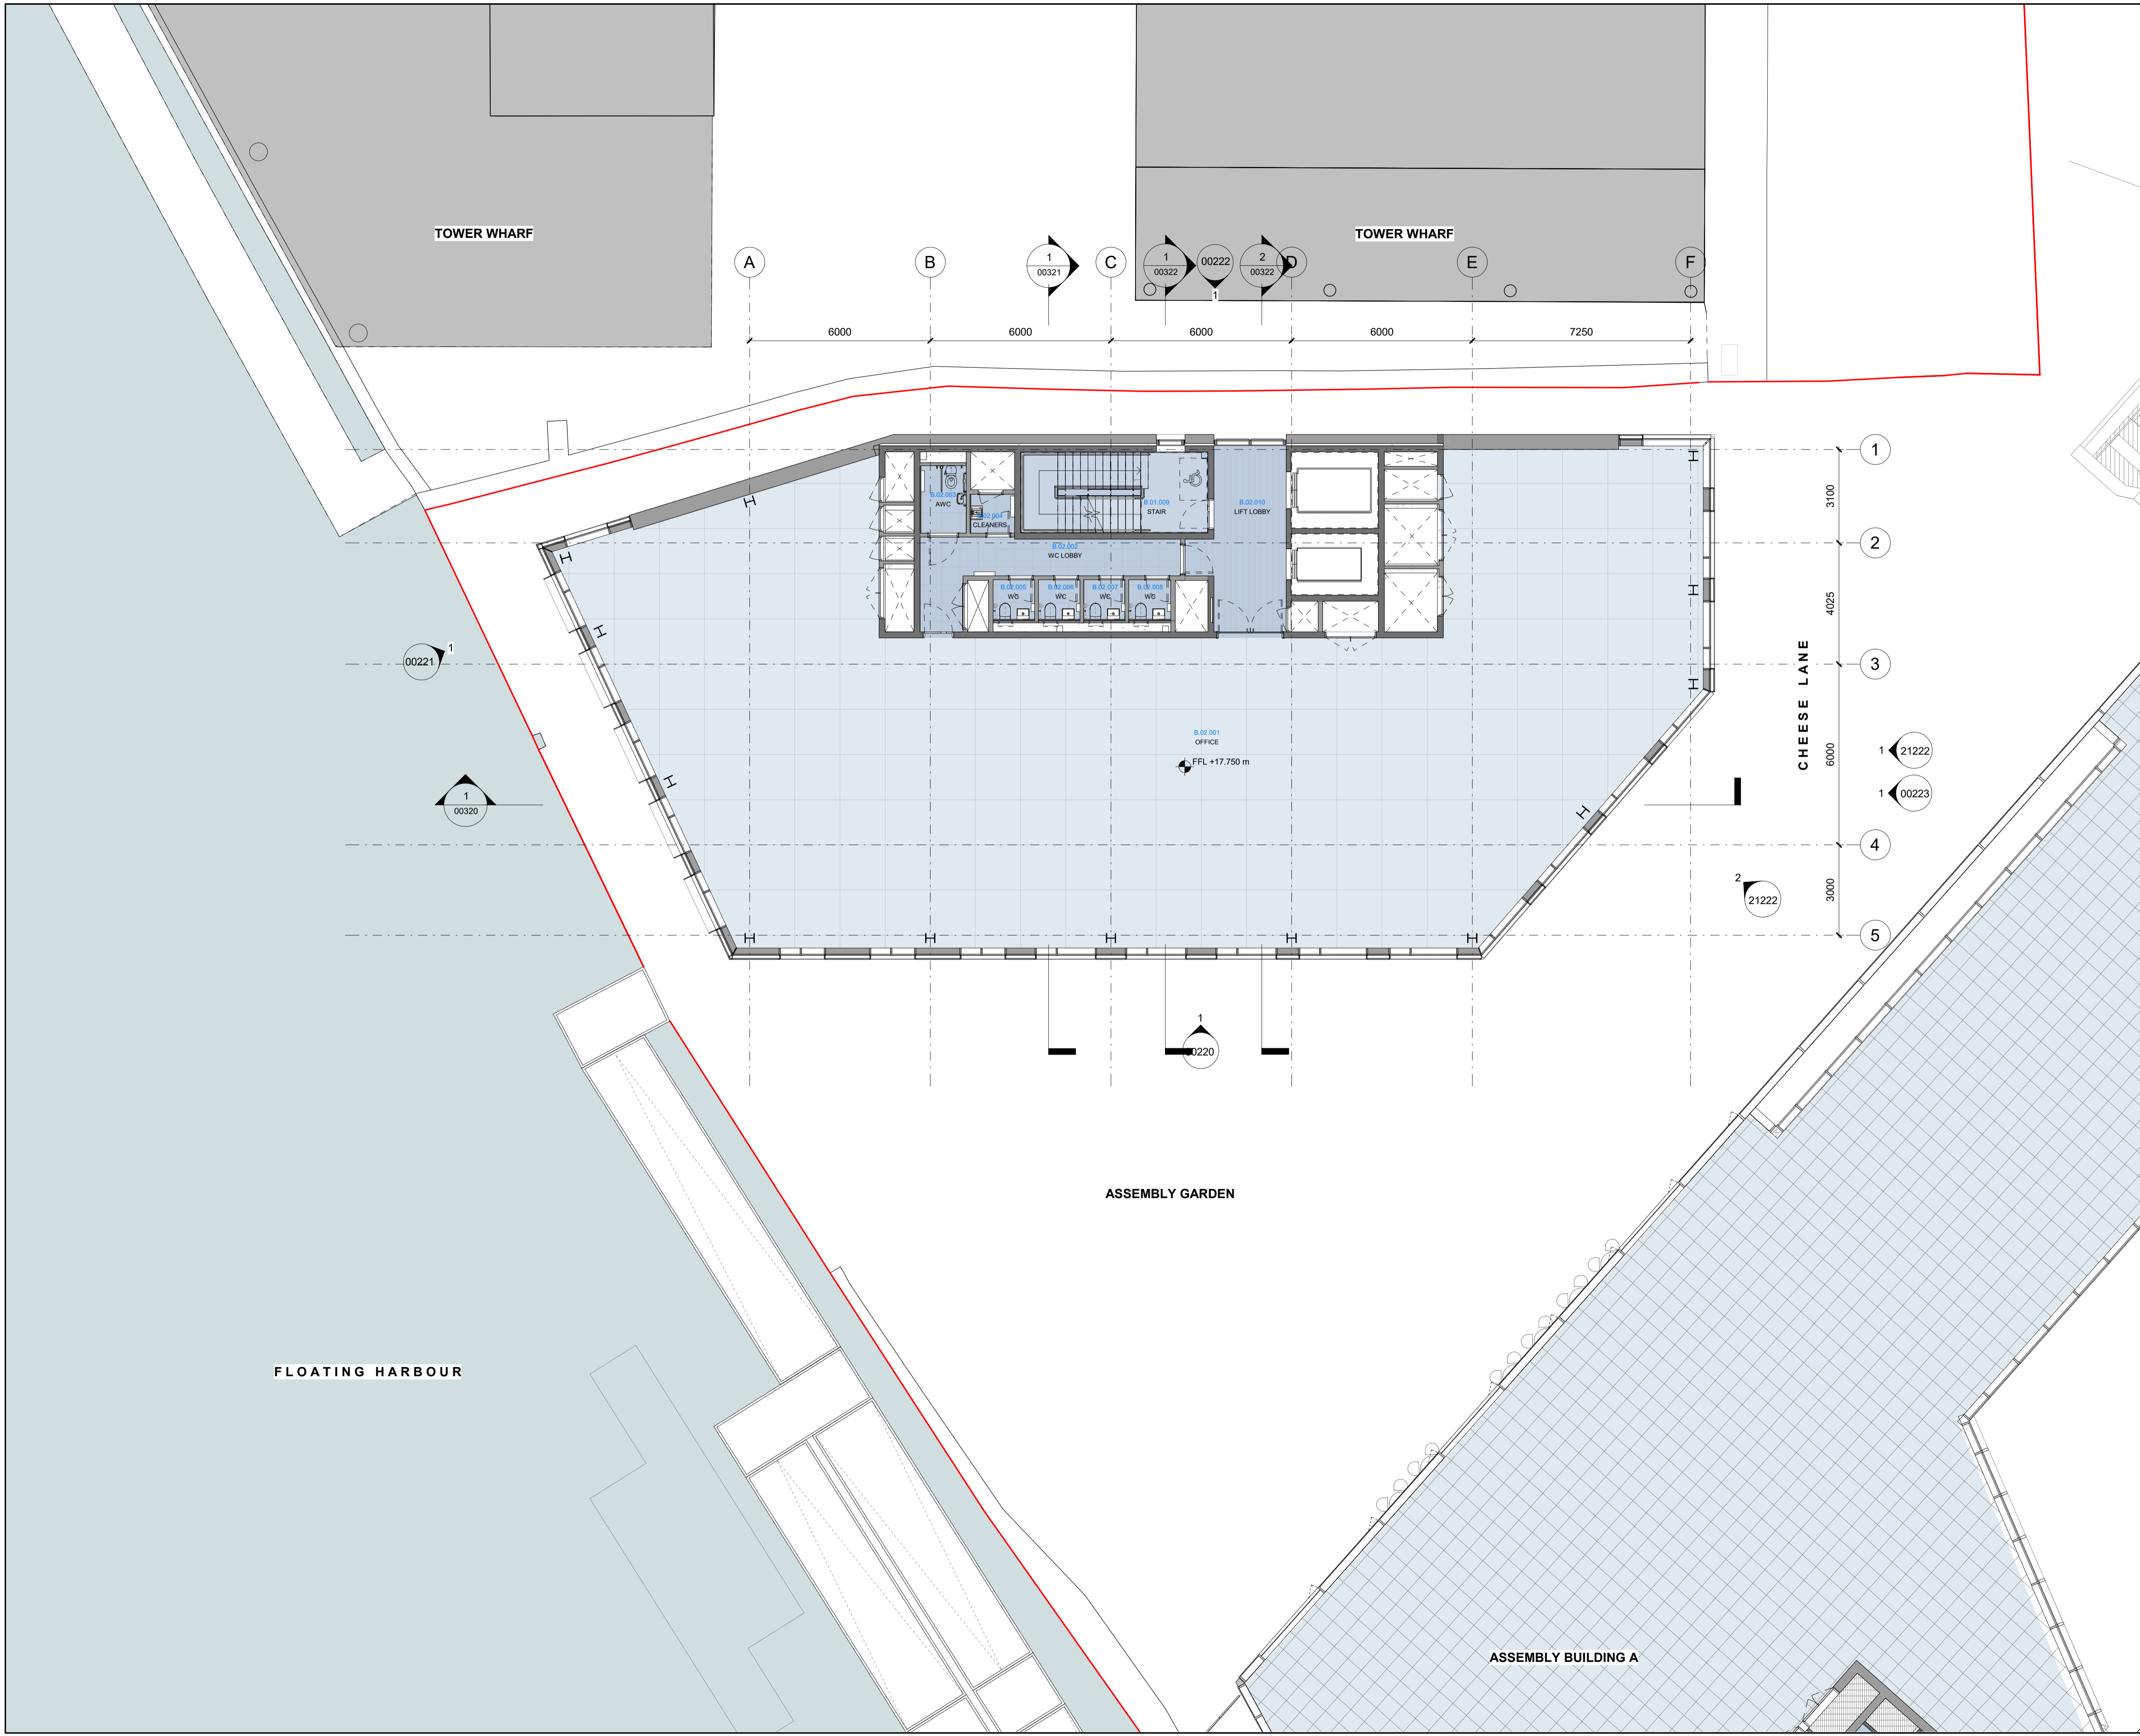 TOWER WHARF
TOWER WHARF
A
B
1
00321
C
1
00322
00222
1
2
00322
D
E
F
6000
6000
6000
6000
7250
1
3100
2
4025
3
6000
4
3000
5
B.02.003
AWC
B.02.004
CLEANERS
B.01.009
STAIR
B.02.010
LIFT LOBBY
B.02.002
WC LOBBY
B.02.005
WC
B.02.006
WC
B.02.007
WC
B.02.008
WC
00221
1
CHEESE LANE
B.02.001
OFFICE
FFL +17.750 m
1
21222
1
00223
1
00320
2
21222
1
00220
ASSEMBLY GARDEN
FLOATING HARBOUR
ASSEMBLY BUILDING A